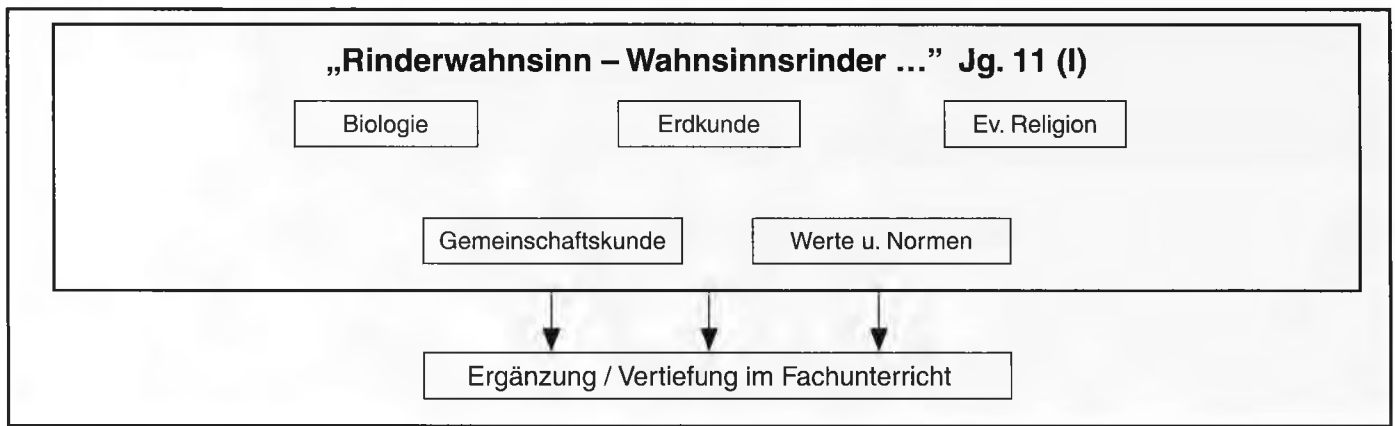 „Rinderwahnsinn – Wahnsinnsrinder ...” Jg. 11 (I)
Biologie
Erdkunde
Ev. Religion
Gemeinschaftskunde
Werte u. Normen
Ergänzung / Vertiefung im Fachunterricht